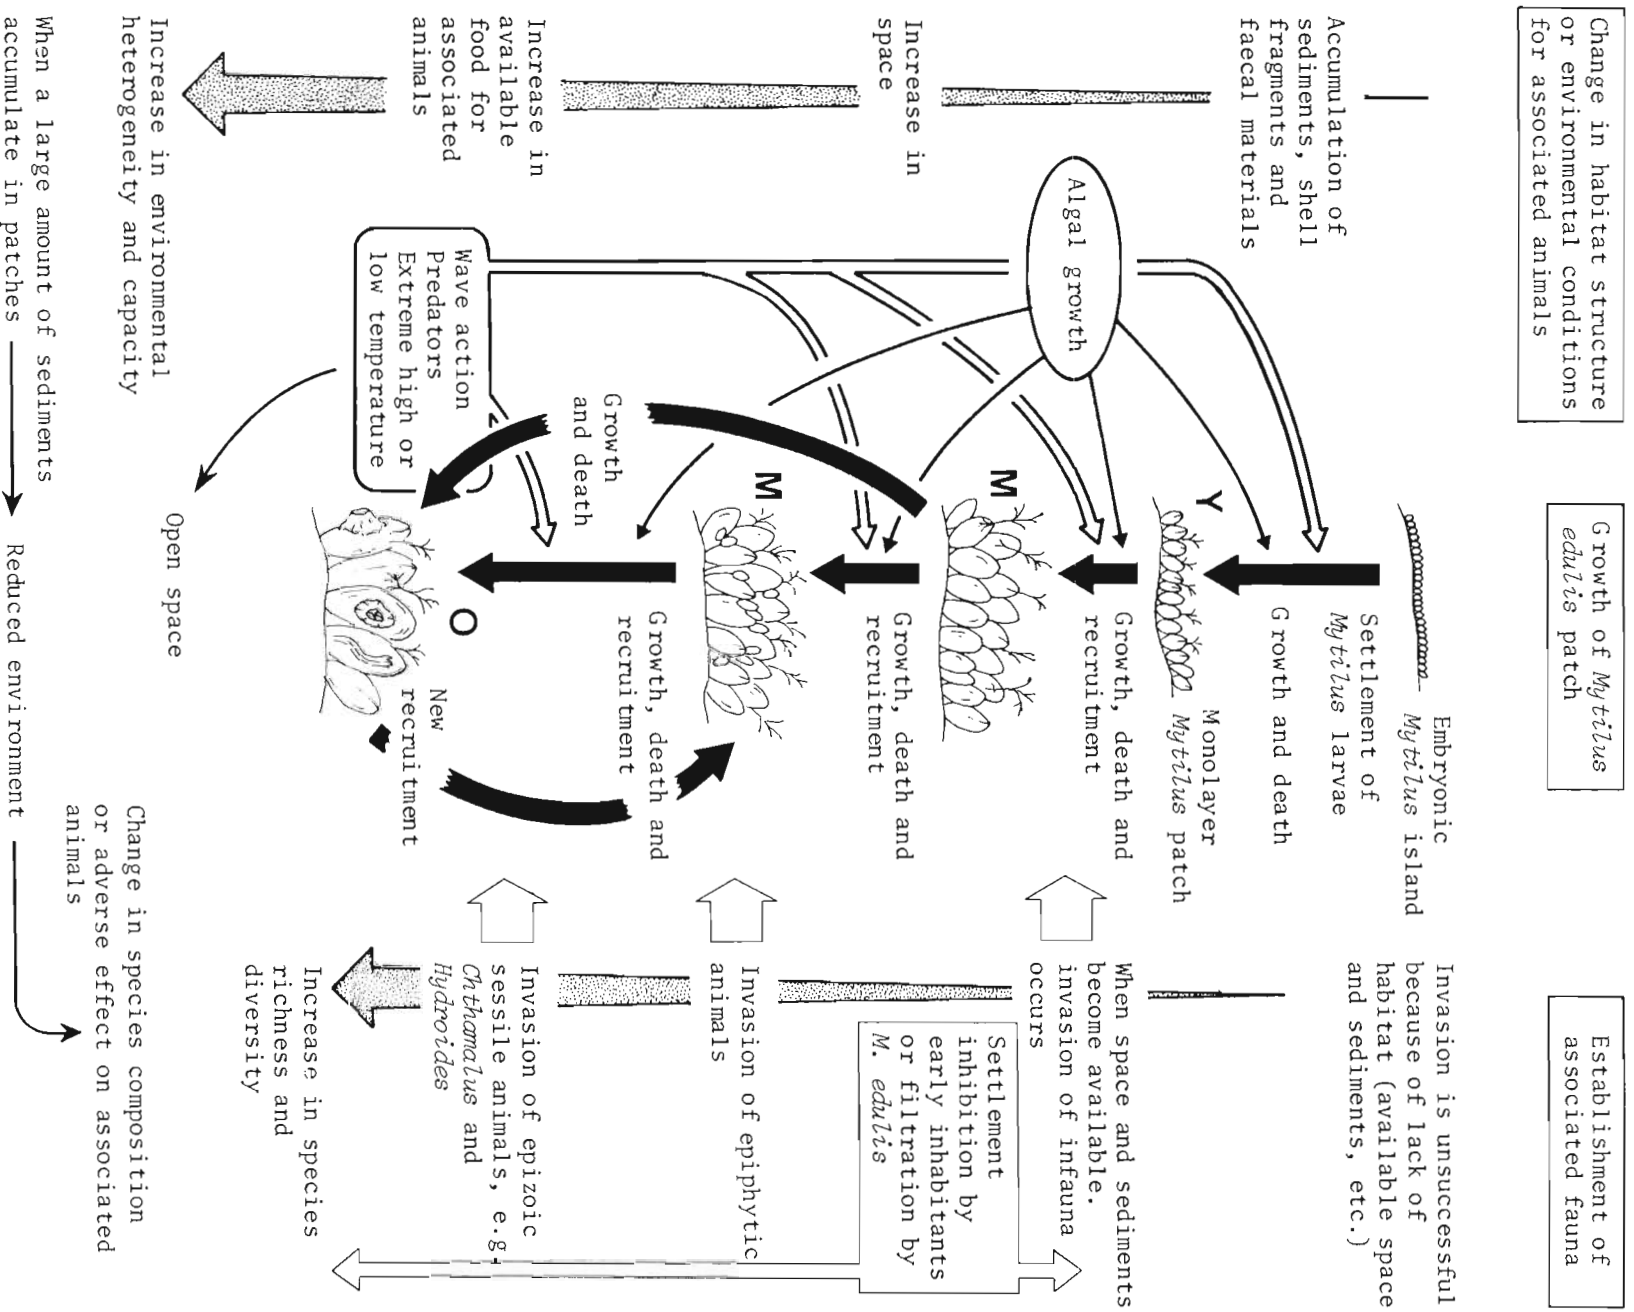 Change in habitat structure
or environmental conditions
for associated animals
Growth of Mytilus
edulis patch
Establishment of
associated fauna
Accumulation of
sediments, shell
fragments and
faecal materials
Increase in
space
Increase in
available
food for
associated
animals
Increase in environmental
heterogeneity and capacity
Algal growth
Wave action
Predators
Extreme high or
low temperature
Embryonic
Mytilus island
Settlement of
Mytilus larvae
Growth and death
Y
Monolayer
Mytilus patch
Growth, death and
recruitment
M
Growth, death and
recruitment
M
Growth, death and
recruitment
Growth
and death
O
New
recruitment
Open space
Invasion is unsuccessful
because of lack of
habitat (available space
and sediments, etc.)
When space and sediments
become available.
invasion of infauna
occurs
Settlement
inhibition by
early inhabitants
or filtration by
M. edulis
Invasion of epiphytic
animals
Invasion of epizoic
sessile animals, e.g.
Chthamalus and
Hydroides
Increase in species
richness and
diversity
When a large amount of sediments
accumulate in patches
Reduced environment
Change in species composition
or adverse effect on associated
animals